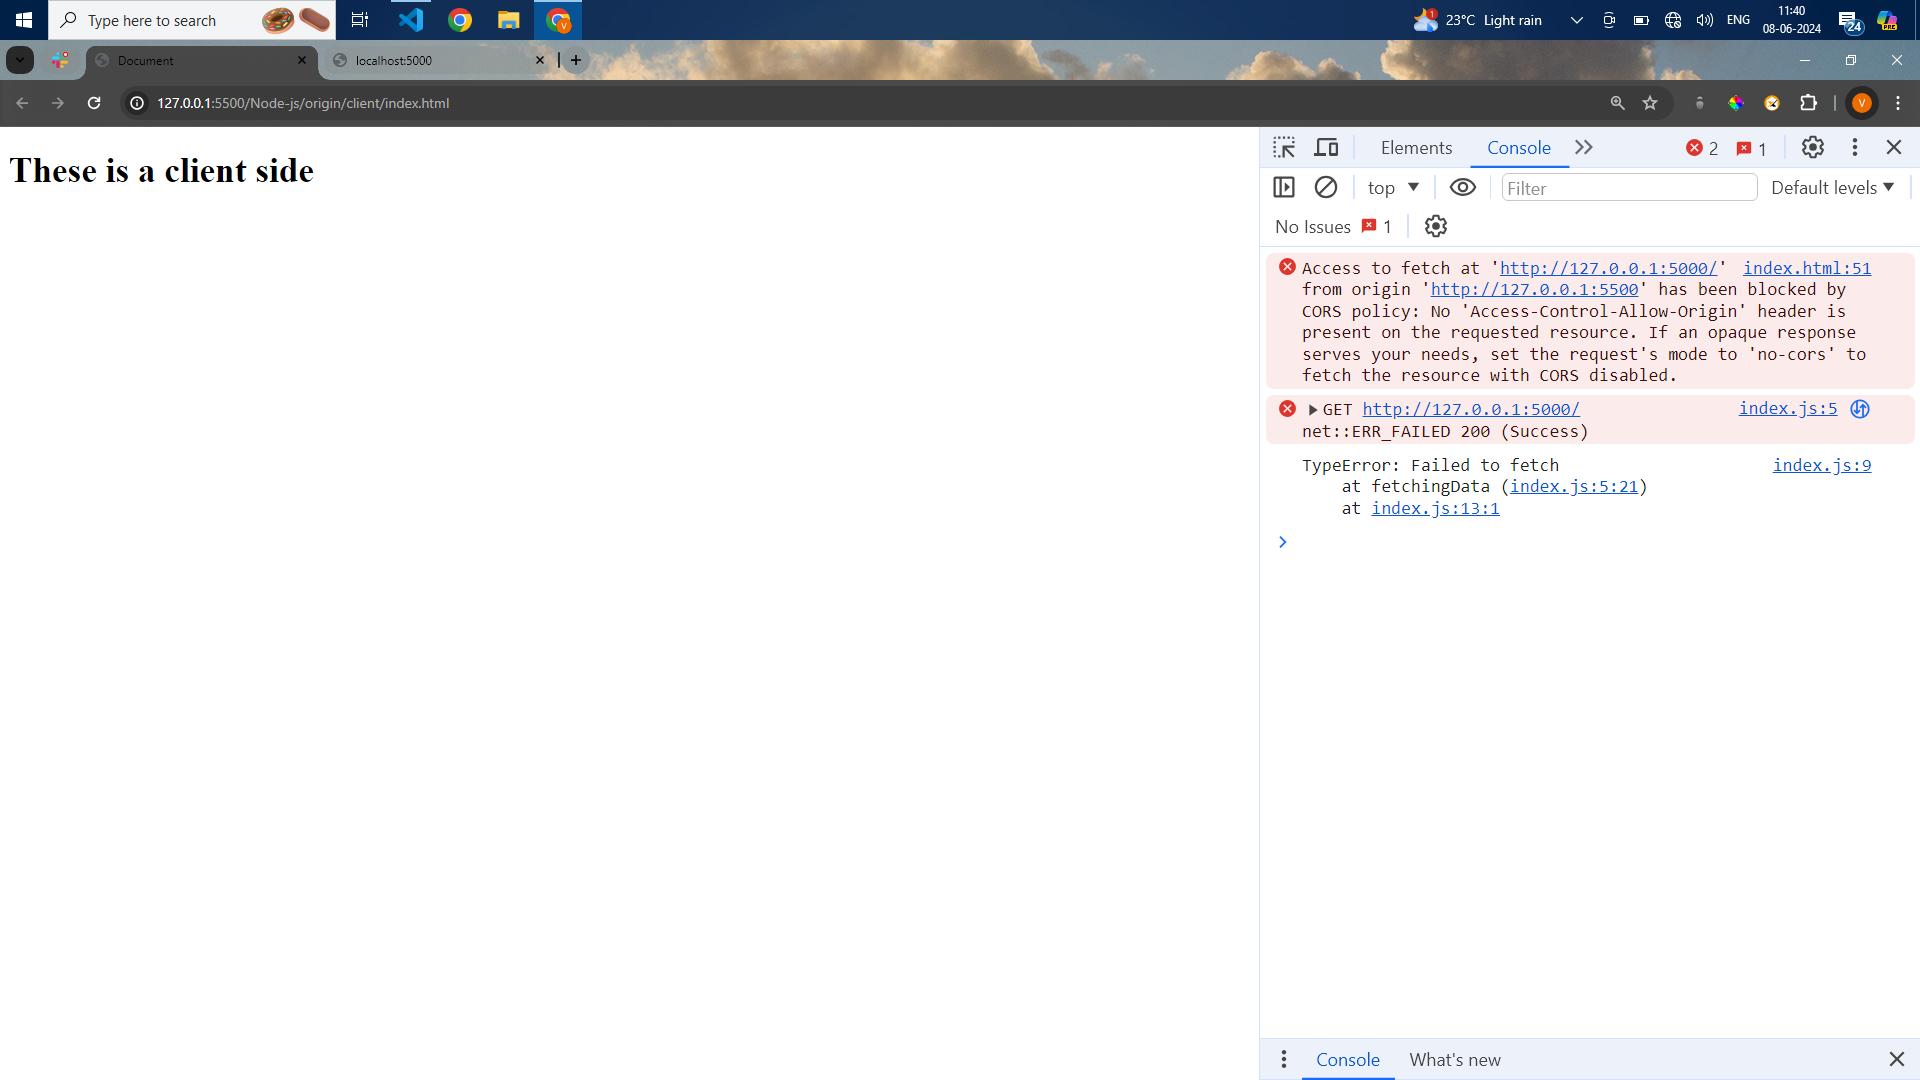 Type here to search
1
23°C Light rain
ENG
11:40
08-06-2024
24
PRE
Document
localhost:5000
127.0.0.1:5500/Node-js/origin/client/index.html
V
These is a client side
Elements
Console
2
1
top
Filter
Default levels
No Issues
1
Access to fetch at 'http://127.0.0.1:5000/' index.html:51
from origin 'http://127.0.0.1:5500' has been blocked by
CORS policy: No 'Access-Control-Allow-Origin' header is
present on the requested resource. If an opaque response
serves your needs, set the request's mode to 'no-cors' to
fetch the resource with CORS disabled.
GET http://127.0.0.1:5000/ index.js:5
net::ERR_FAILED 200 (Success)
TypeError: Failed to fetch index.js:9
at fetchingData (index.js:5:21)
at index.js:13:1
Console
What's new